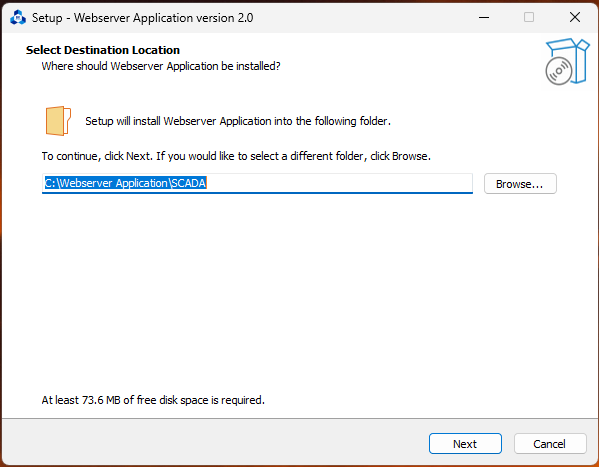 Setup - Webserver Application version 2.0
Select Destination Location
Where should Webserver Application be installed?
Setup will install Webserver Application into the following folder.
To continue, click Next. If you would like to select a different folder, click Browse.
C:\Webserver Application\SCADA
Browse...
At least 73.6 MB of free disk space is required.
Next
Cancel